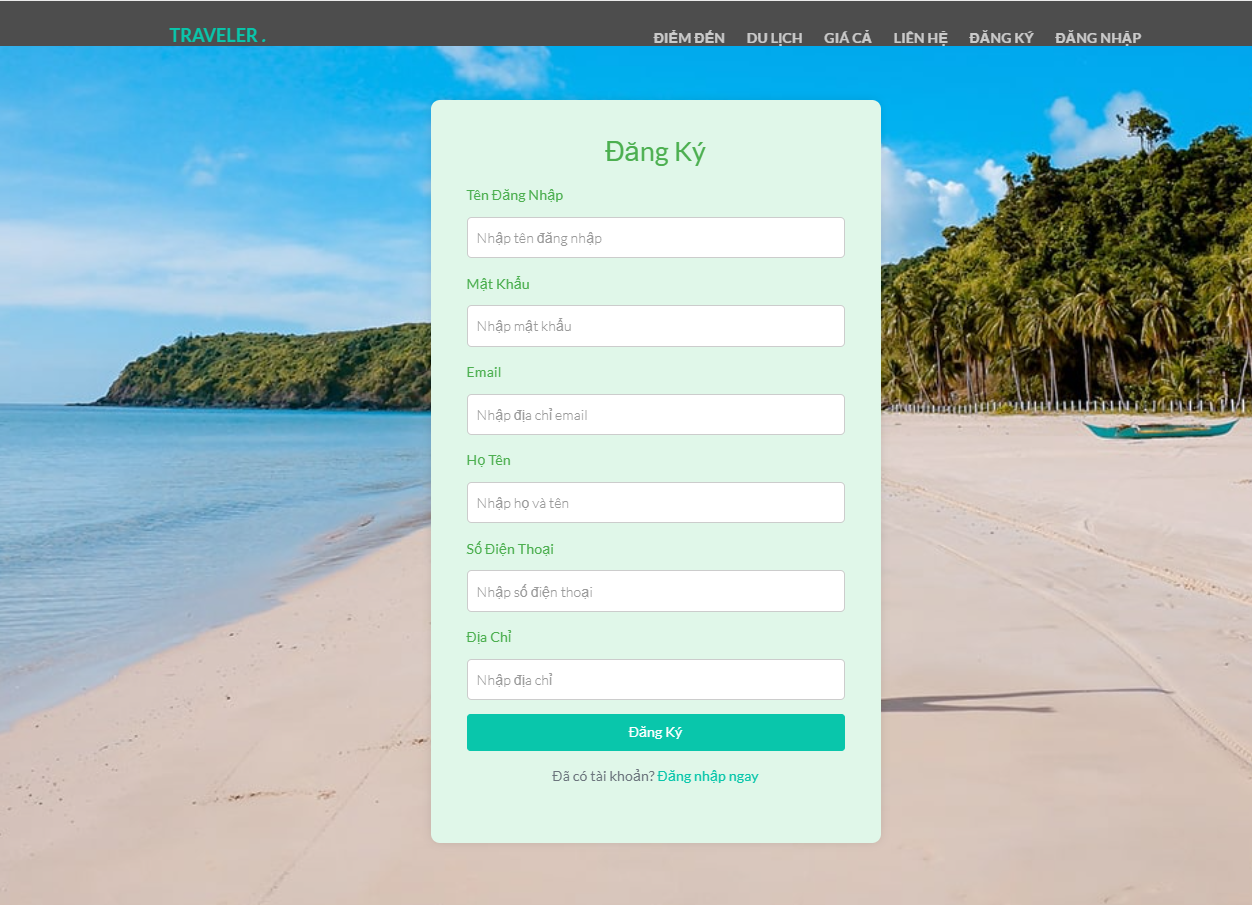 TRAVELER .
ĐIỂM ĐẾN DU LỊCH GIÁ CẢ LIÊN HỆ ĐĂNG KÝ ĐĂNG NHẬP
Đăng Ký
Tên Đăng Nhập
Nhập tên đăng nhập
Mật Khẩu
Nhập mật khẩu
Email
Nhập địa chỉ email
Họ Tên
Nhập họ và tên
Số Điện Thoại
Nhập số điện thoại
Địa Chỉ
Nhập địa chỉ
Đăng Ký
Đã có tài khoản? Đăng nhập ngay